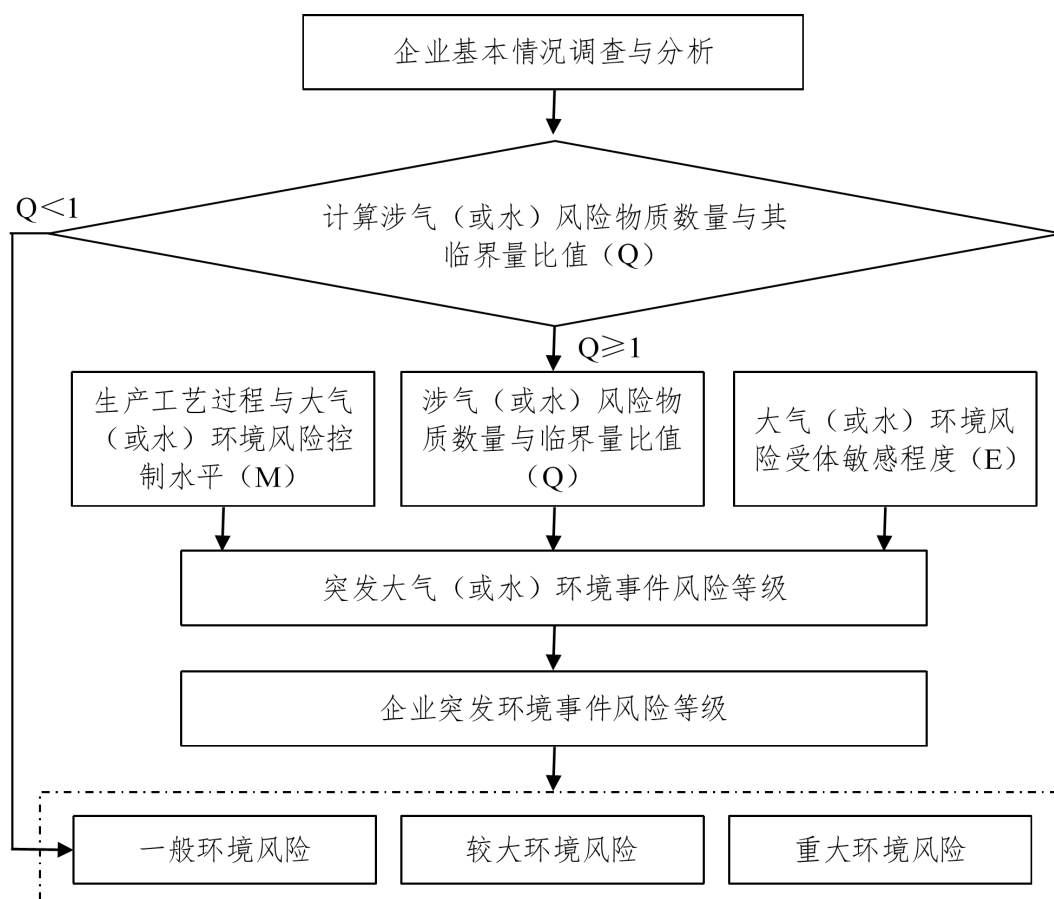 企业基本情况调查与分析
Q＜1
计算涉气（或水）风险物质数量与其
临界量比值（Q）
Q≥1
生产工艺过程与大气
（或水）环境风险控
制水平（M）
涉气（或水）风险物
质数量与临界量比值
（Q）
大气（或水）环境风
险受体敏感程度（E）
突发大气（或水）环境事件风险等级
企业突发环境事件风险等级
一般环境风险
较大环境风险
重大环境风险